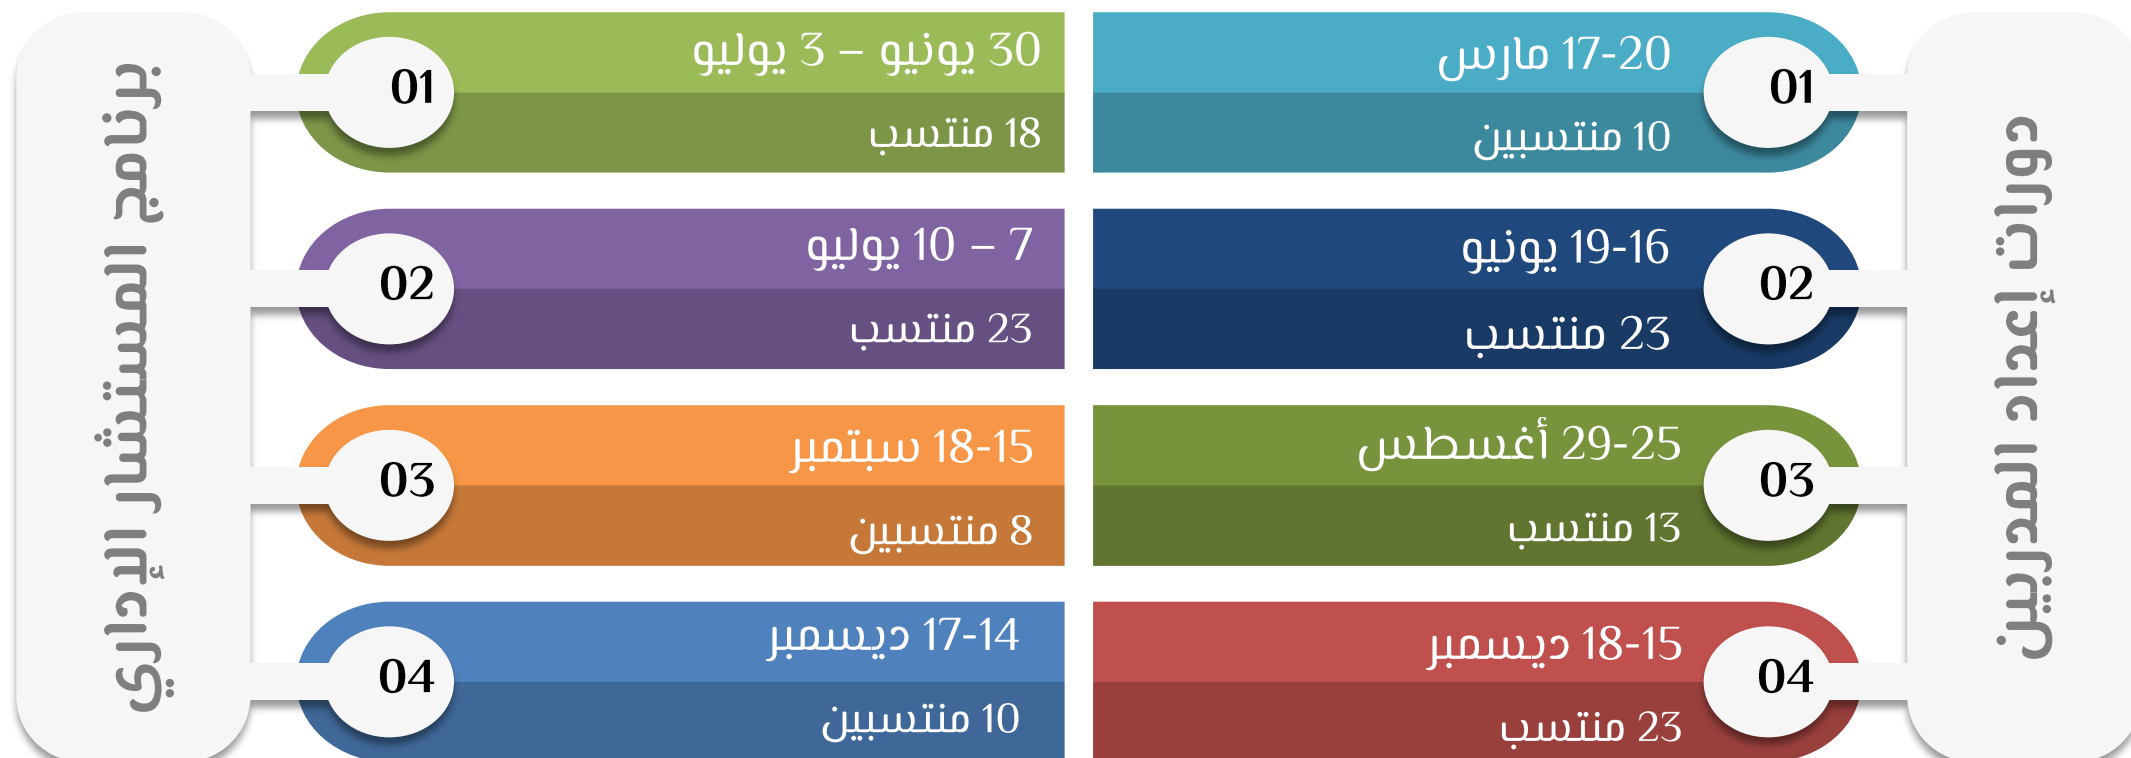 دورات أعداد المدربين
01
17-20 مارس
10 منتسبين
02
19-16 يونيو
23 منتسب
03
29-25 أغسطس
13 منتسب
04
18-15 ديسمبر
23 منتسب
برنامج المستشار الإداري
01
30 يونيو – 3 يوليو
18 منتسب
02
7 – 10 يوليو
23 منتسب
03
18-15 سبتمبر
8 منتسبين
04
17-14 ديسمبر
10 منتسبين